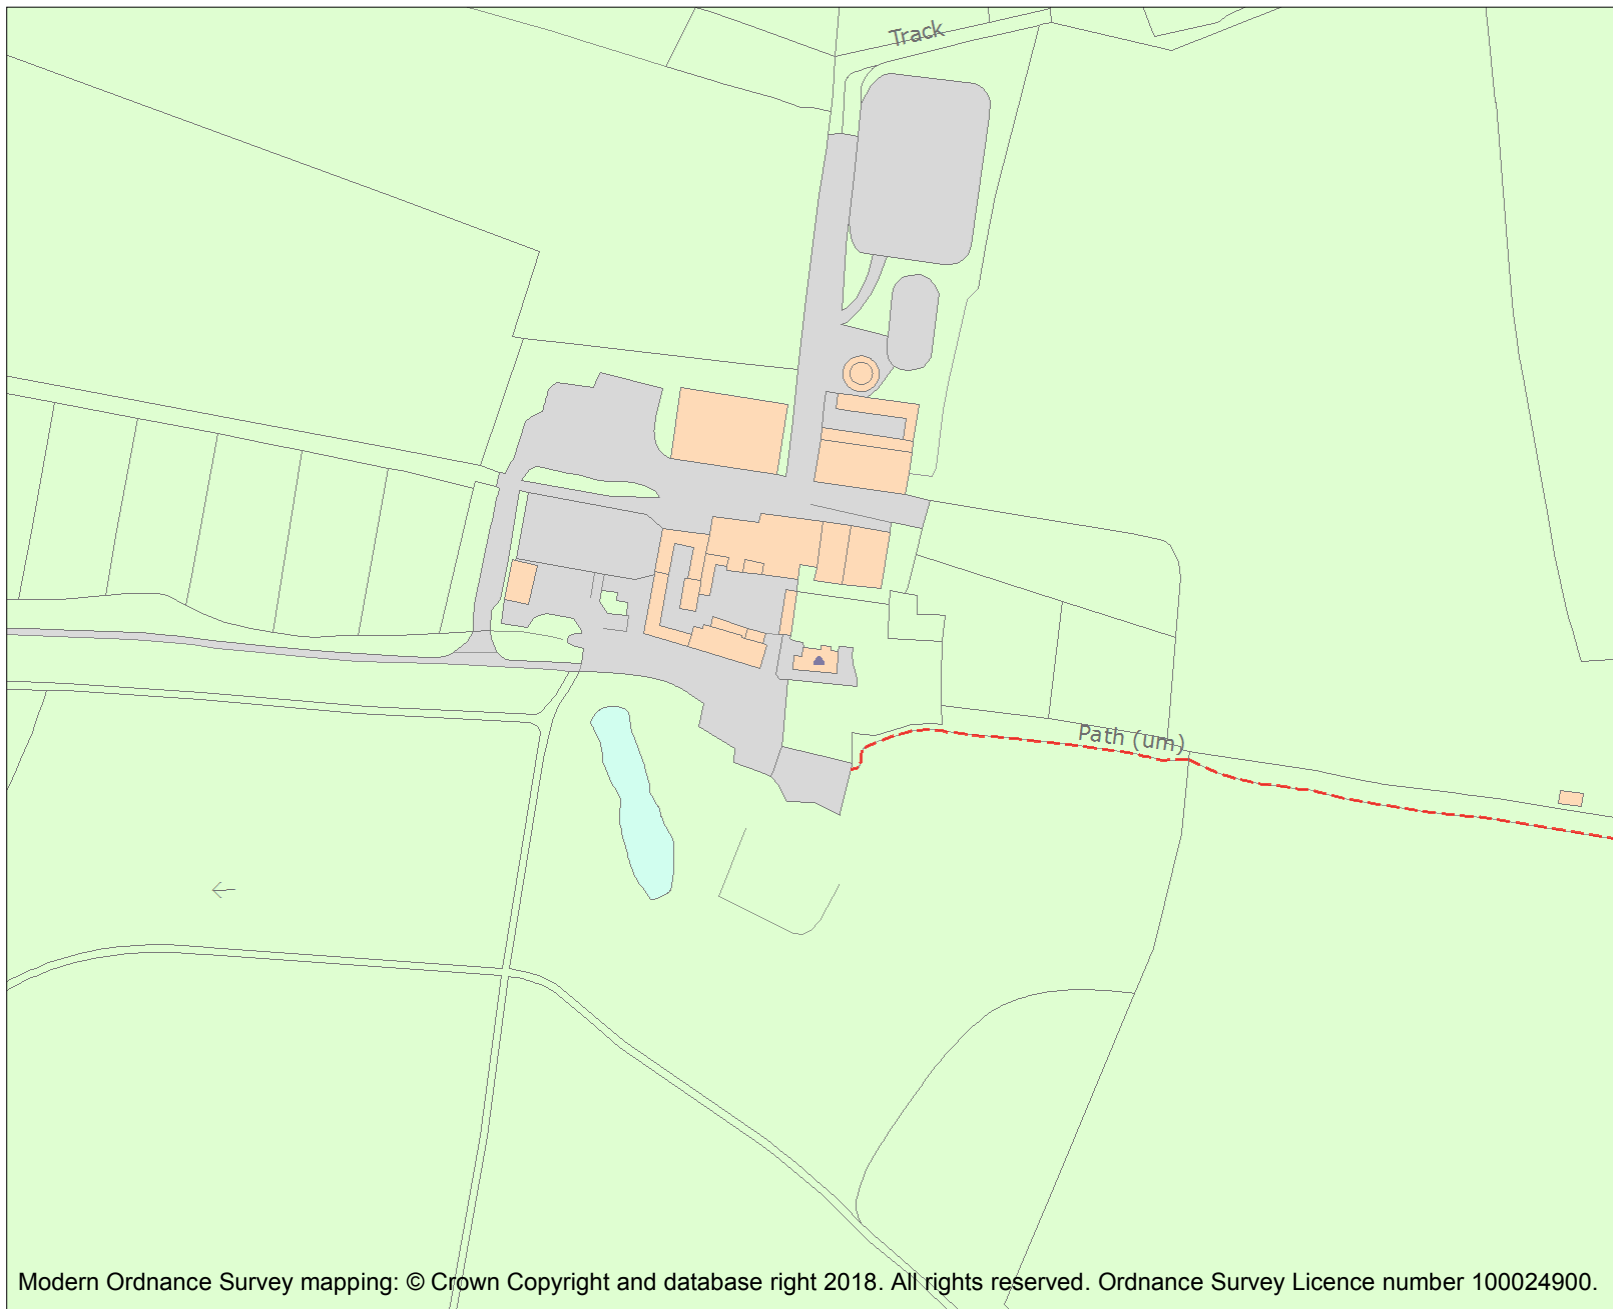 Track
Path (um)
Modern Ordnance Survey mapping: © Crown Copyright and database right 2018. All rights reserved. Ordnance Survey Licence number 100024900.